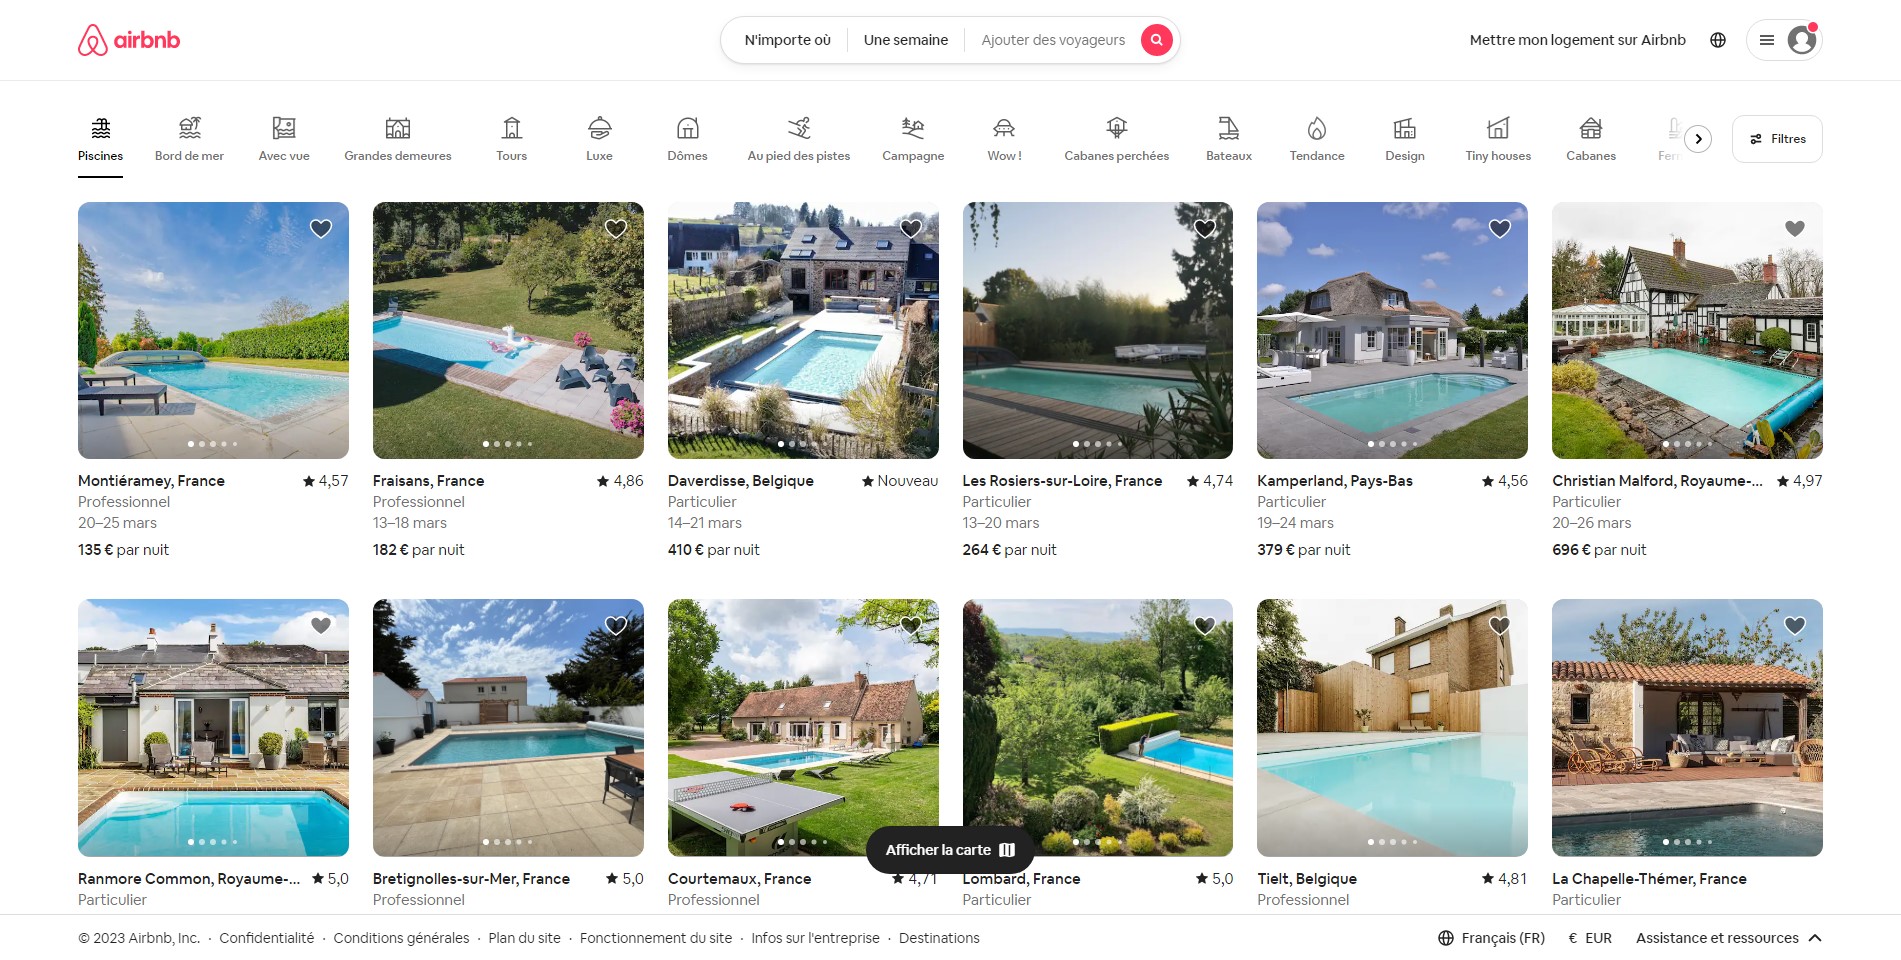 airbnb
N'importe où
Une semaine
Ajouter des voyageurs
Mettre mon logement sur Airbnb
Piscines
Bord de mer
Avec vue
Grandes demeures
Tours
Luxe
Dômes
Au pied des pistes
Campagne
Wow !
Cabanes perchées
Bateaux
Tendance
Design
Tiny houses
Cabanes
Filtres
Montiéramey, France ★ 4,57
Professionnel
20–25 mars
135 € par nuit
Fraisans, France ★ 4,86
Professionnel
13–18 mars
182 € par nuit
Daverdisse, Belgique ★ Nouveau
Particulier
14–21 mars
410 € par nuit
Les Rosiers-sur-Loire, France ★ 4,74
Particulier
13–20 mars
264 € par nuit
Kamperland, Pays-Bas ★ 4,56
Particulier
19–24 mars
379 € par nuit
Christian Malford, Royaume-... ★ 4,97
Particulier
20–26 mars
696 € par nuit
Ranmore Common, Royaume-... ★ 5,0
Particulier
Bretignolles-sur-Mer, France ★ 5,0
Professionnel
Courtemaux, France ★ 4,71
Professionnel
Lombard, France ★ 5,0
Particulier
Tielt, Belgique ★ 4,81
Professionnel
La Chapelle-Thémer, France
Particulier
Afficher la carte
© 2023 Airbnb, Inc. · Confidentialité · Conditions générales · Plan du site · Fonctionnement du site · Infos sur l'entreprise · Destinations
Français (FR) € EUR Assistance et ressources